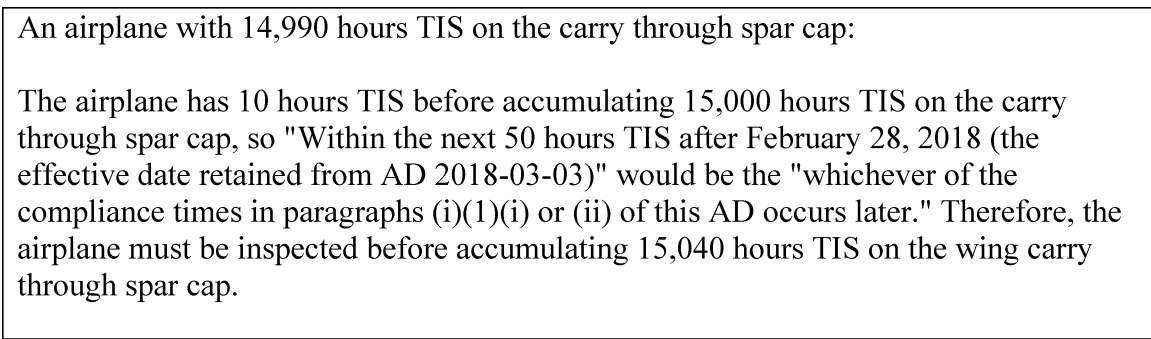 An airplane with 14,990 hours TIS on the carry through spar cap:
The airplane has 10 hours TIS before accumulating 15,000 hours TIS on the carry
through spar cap, so "Within the next 50 hours TIS after February 28, 2018 (the
effective date retained from AD 2018-03-03)" would be the "whichever of the
compliance times in paragraphs (i)(1)(i) or (ii) of this AD occurs later." Therefore, the
airplane must be inspected before accumulating 15,040 hours TIS on the wing carry
through spar cap.